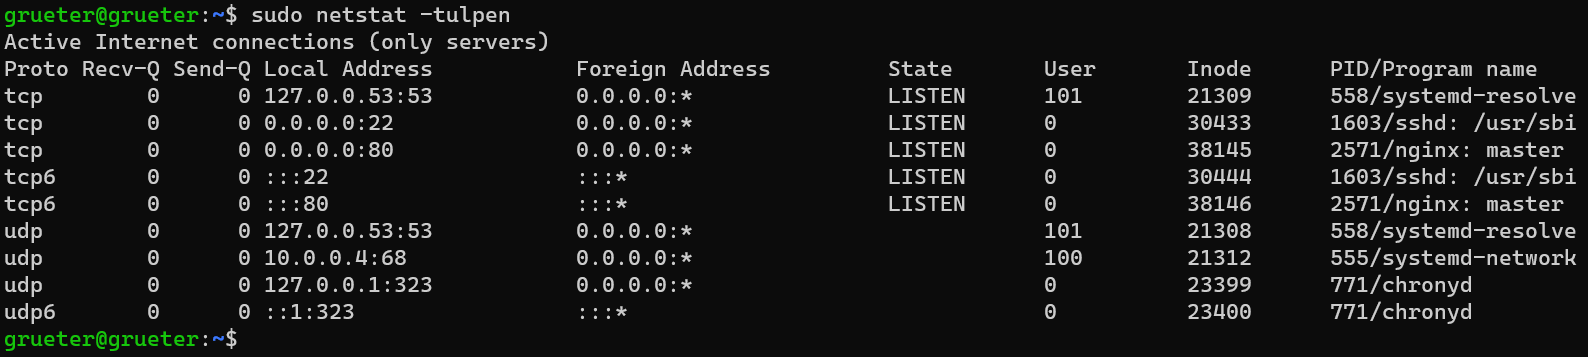 grueter@grueter:~$ sudo netstat -tulpen
Active Internet connections (only servers)
Proto Recv-Q Send-Q Local Address           Foreign Address         State       User       Inode      PID/Program name
tcp        0      0 127.0.0.53:53           0.0.0.0:*               LISTEN      101        21309      558/systemd-resolve
tcp        0      0 0.0.0.0:22              0.0.0.0:*               LISTEN      0          30433      1603/sshd: /usr/sbi
tcp        0      0 0.0.0.0:80              0.0.0.0:*               LISTEN      0          38145      2571/nginx: master
tcp6       0      0 :::22                   :::*                    LISTEN      0          30444      1603/sshd: /usr/sbi
tcp6       0      0 :::80                   :::*                    LISTEN      0          38146      2571/nginx: master
udp        0      0 127.0.0.53:53           0.0.0.0:*                           101        21308      558/systemd-resolve
udp        0      0 10.0.0.4:68             0.0.0.0:*                           100        21312      555/systemd-network
udp        0      0 127.0.0.1:323           0.0.0.0:*                           0          23399      771/chronyd
udp6       0      0 ::1:323                 :::*                                0          23400      771/chronyd
grueter@grueter:~$